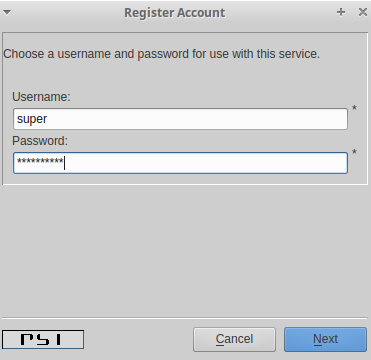 Register Account
Choose a username and password for use with this service.
Username:
*
super
Password:
*
**********
PSI
Cancel
Next